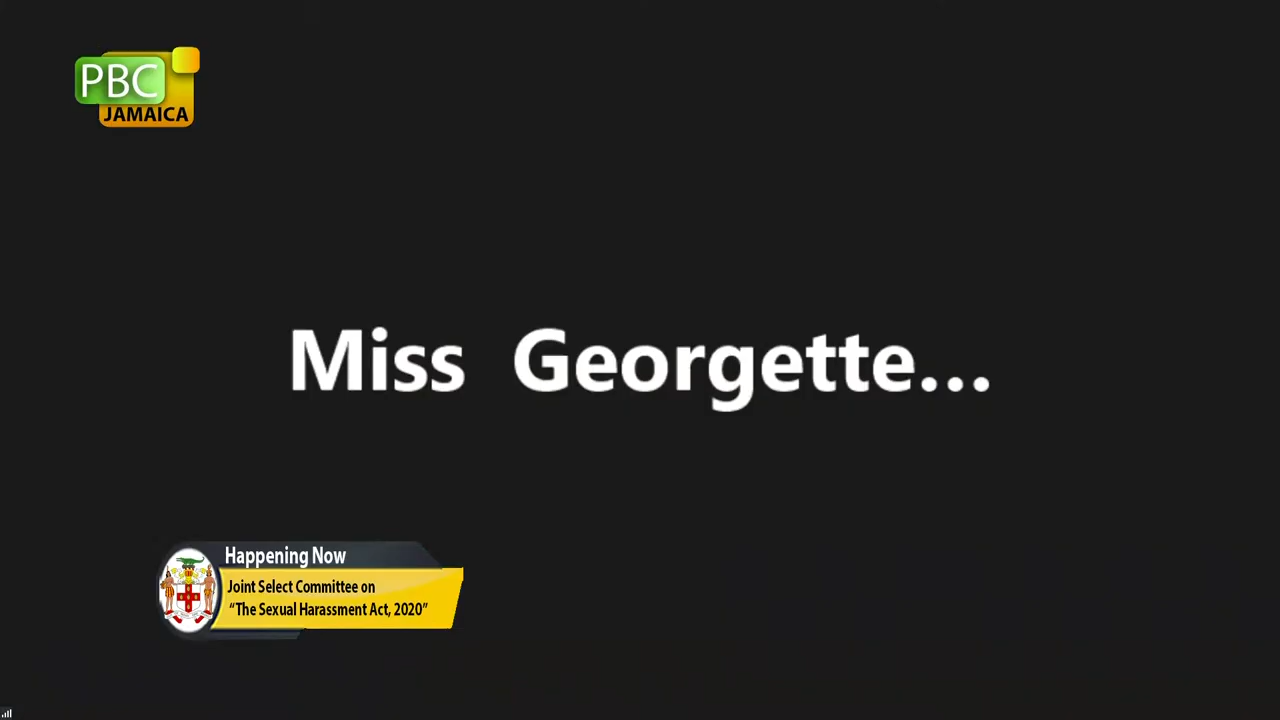 PBC
JAMAICA
Miss Georgette...
Happening Now
Joint Select Committee on
“The Sexual Harassment Act, 2020”